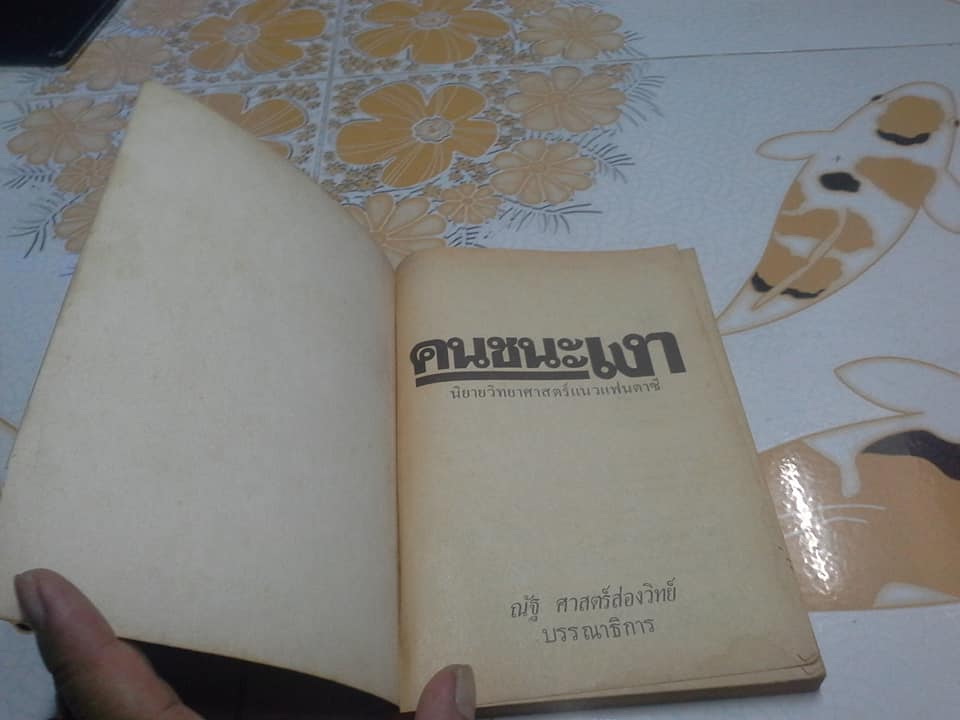 คนชนะเงา
นิยายวิทยาศาสตร์แนวแฟนตาซี
ณัฐ ศาสตร์ส่องวิทย์
บรรณาธิการ